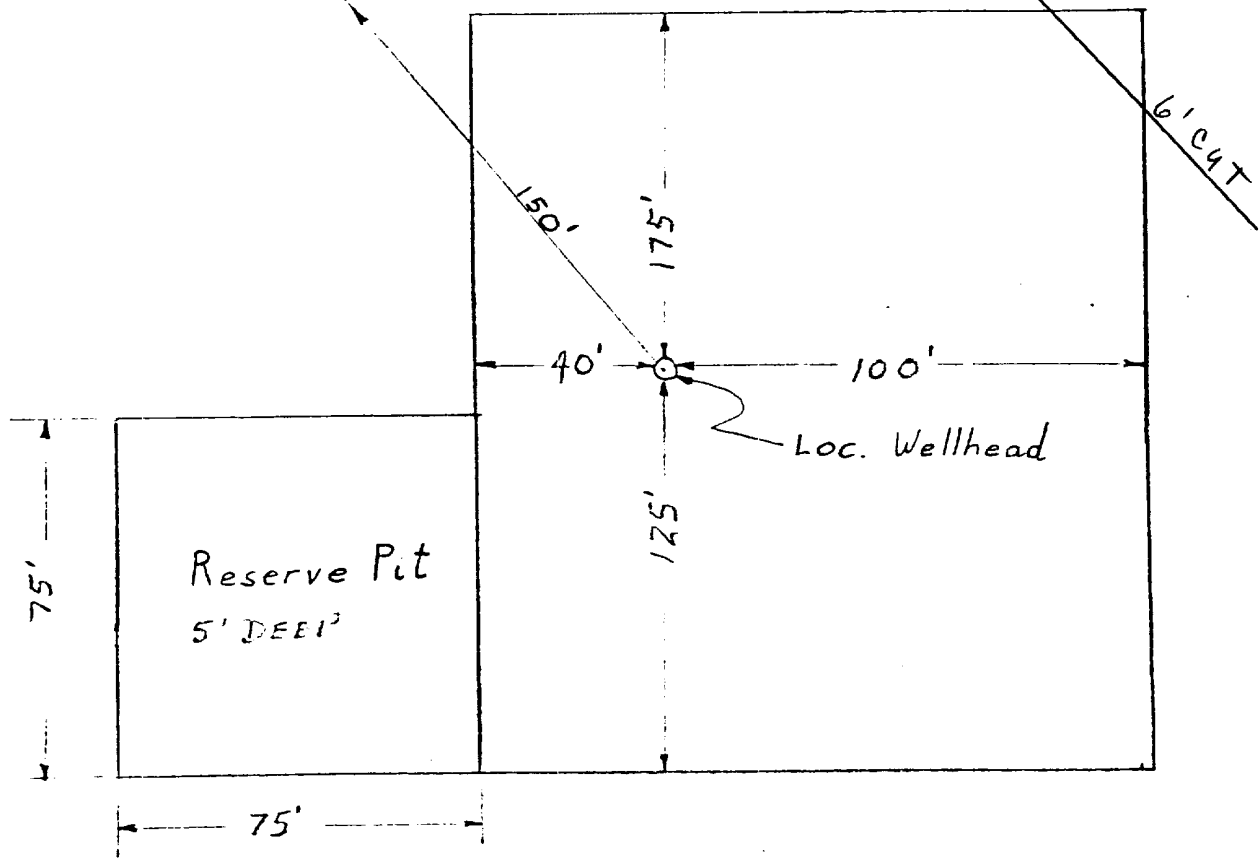 6' CUT
150'
175'
40'
100'
Loc. Wellhead
125'
75'
Reserve Pit
5' DEEP
75'